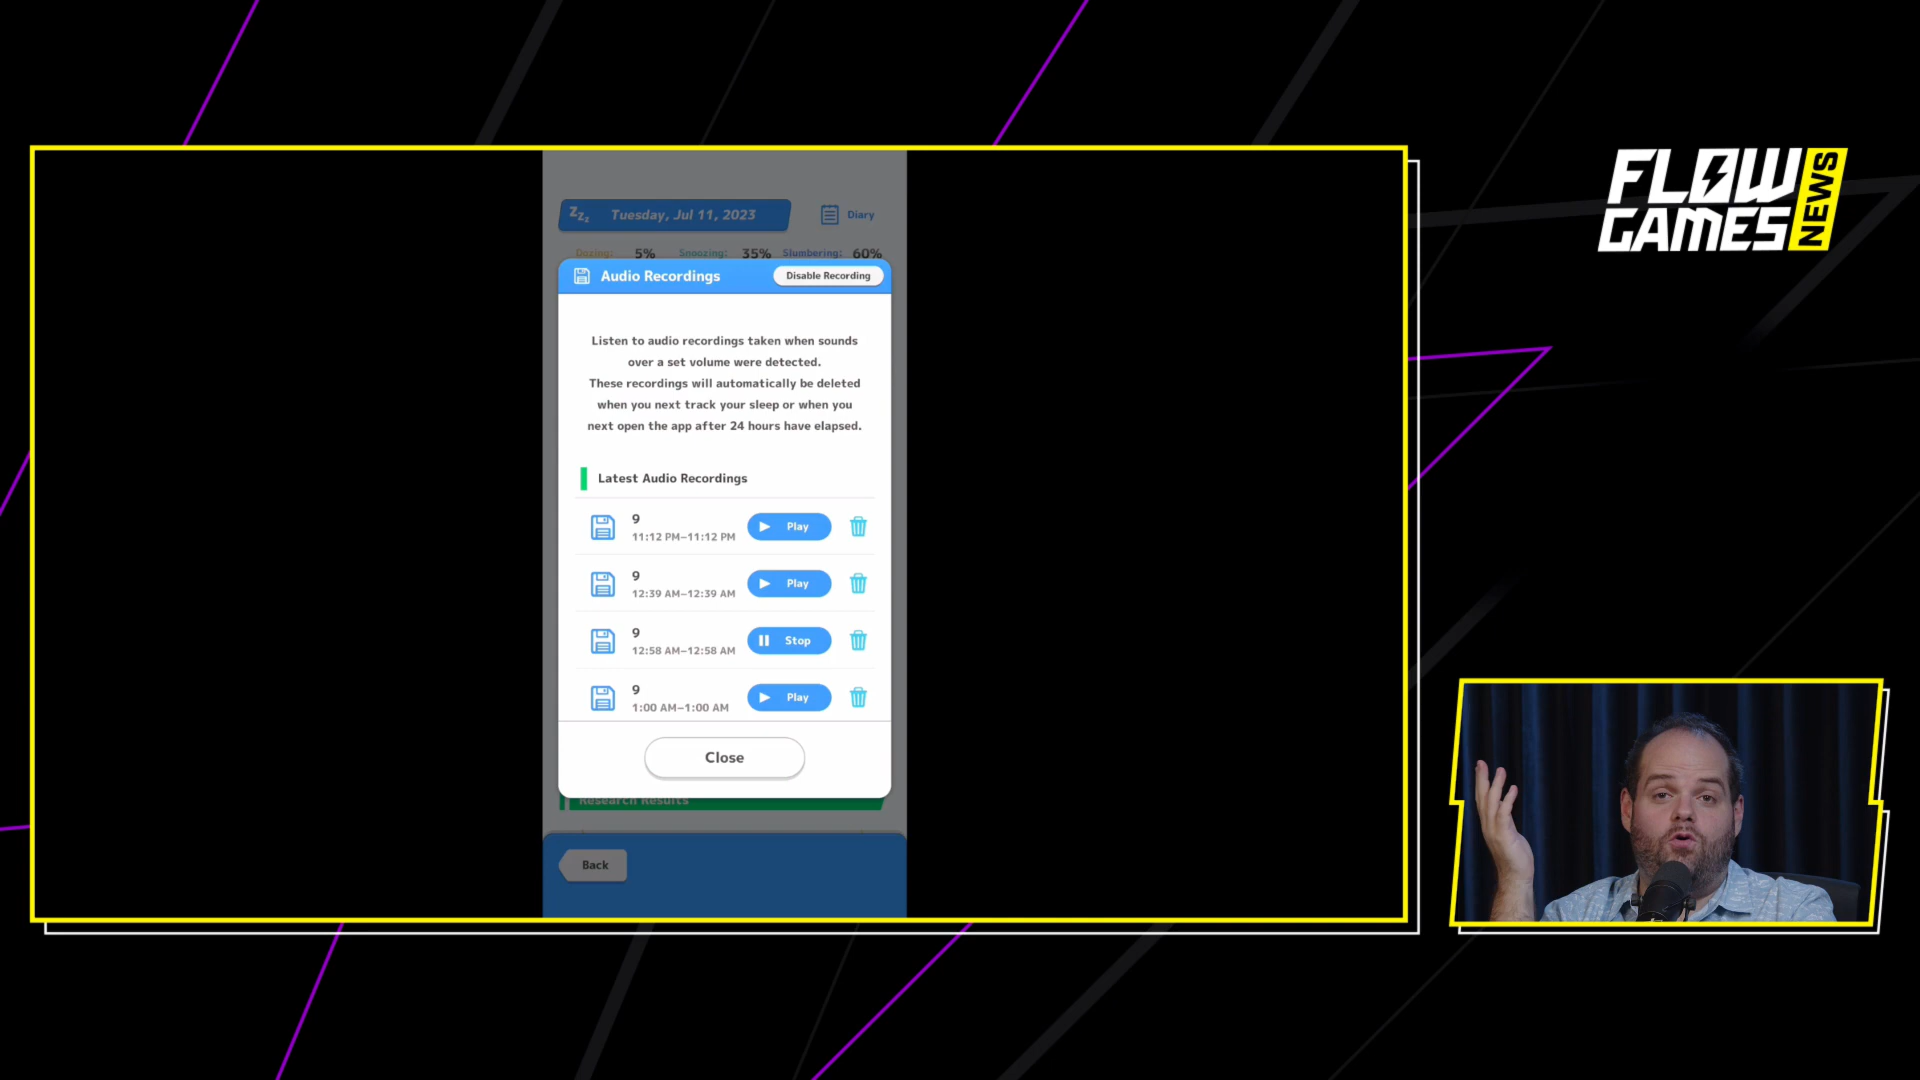 FLOW
GAMES
NEWS
Zzz Tuesday, Jul 11, 2023 Diary
Dozing: 5% Snoozing: 35% Slumbering: 60%
Audio Recordings Disable Recording
Listen to audio recordings taken when sounds
over a set volume were detected.
These recordings will automatically be deleted
when you next track your sleep or when you
next open the app after 24 hours have elapsed.
Latest Audio Recordings
9
11:12 PM–11:12 PM Play
9
12:39 AM–12:39 AM Play
9
12:58 AM–12:58 AM Stop
9
1:00 AM–1:00 AM Play
Close
Research Results
Back